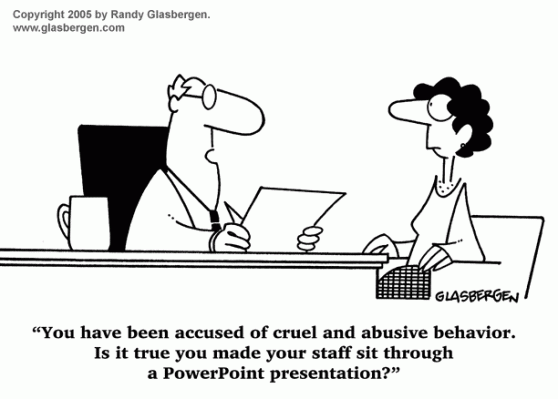 Copyright 2005 by Randy Glasbergen.
www.glasbergen.com
GLASBERGEN
“You have been accused of cruel and abusive behavior.
Is it true you made your staff sit through
a PowerPoint presentation?”